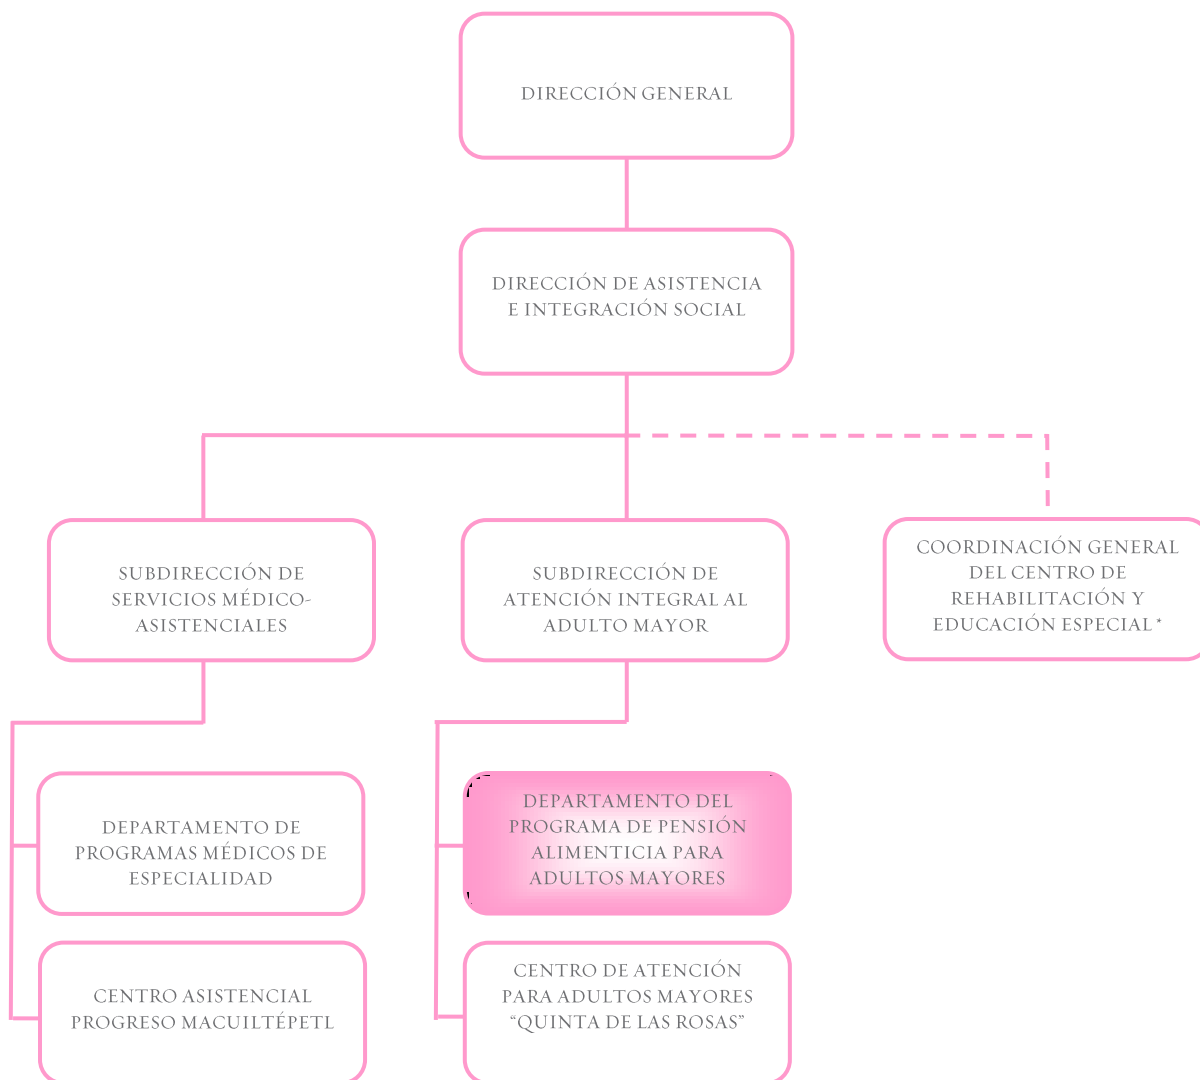 DIRECCIÓN GENERAL
DIRECCIÓN DE ASISTENCIA
E INTEGRACIÓN SOCIAL
SUBDIRECCIÓN DE
SERVICIOS MÉDICO-
ASISTENCIALES
SUBDIRECCIÓN DE
ATENCIÓN INTEGRAL AL
ADULTO MAYOR
COORDINACIÓN GENERAL
DEL CENTRO DE
REHABILITACIÓN Y
EDUCACIÓN ESPECIAL *
DEPARTAMENTO DE
PROGRAMAS MÉDICOS DE
ESPECIALIDAD
DEPARTAMENTO DEL
PROGRAMA DE PENSIÓN
ALIMENTICIA PARA
ADULTOS MAYORES
CENTRO ASISTENCIAL
PROGRESO MACUILTÉPETL
CENTRO DE ATENCIÓN
PARA ADULTOS MAYORES
“QUINTA DE LAS ROSAS”